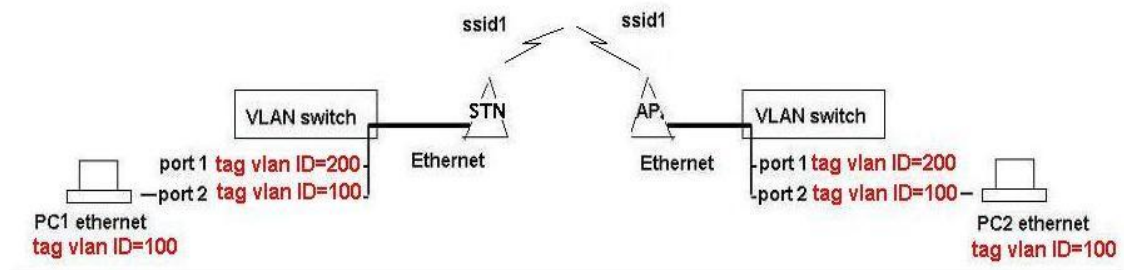 ssid1
ssid1
VLAN switch
STN
AP.
VLAN switch
port 1 tag vlan ID=200
Ethernet
Ethernet
port 1 tag vlan ID=200
port 2 tag vlan ID=100
port 2 tag vlan ID=100
PC1 ethernet
tag vlan ID=100
PC2 ethernet
tag vlan ID=100